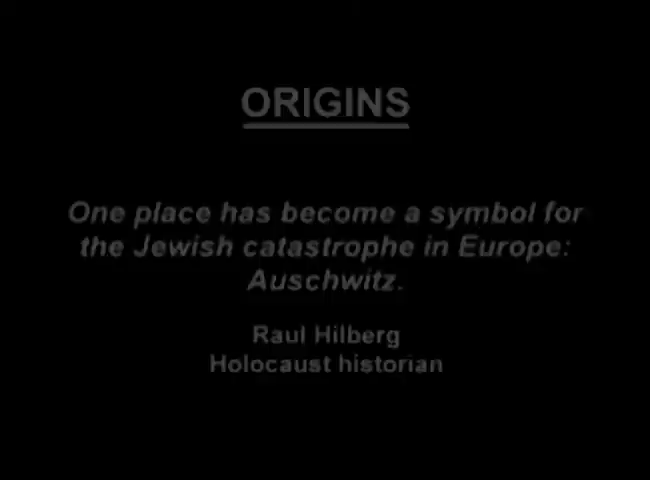 ORIGINS
One place has become a symbol for
the Jewish catastrophe in Europe:
Auschwitz.
Raul Hilberg
Holocaust historian